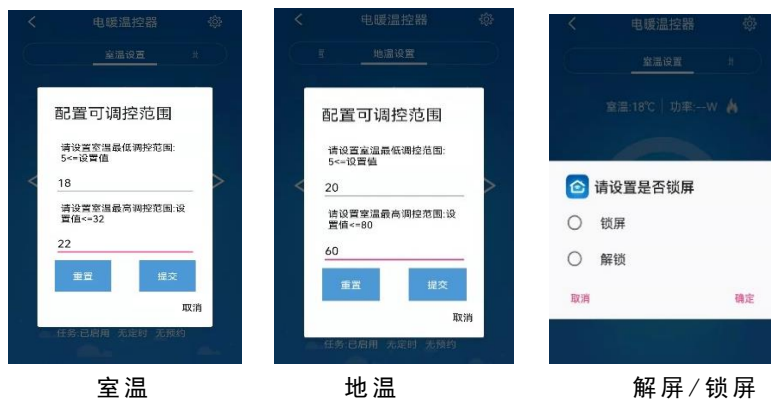 电暖温控器
室温设置
配置可调控范围
请设置室温最低调控范围:
5<=设置值
18
请设置室温最高调控范围:设
置值<=32
22
重置 提交
取消
任务:已启用 无定时 无预约
室温
电暖温控器
地温设置
配置可调控范围
请设置室温最低调控范围:
5<=设置值
20
请设置室温最高调控范围:设
置值<=80
60
重置 提交
取消
任务:已启用 无定时 无预约
地温
电暖温控器
室温设置
室温:18℃ 功率:--W
请设置是否锁屏
锁屏
解锁
取消 确定
解屏/锁屏